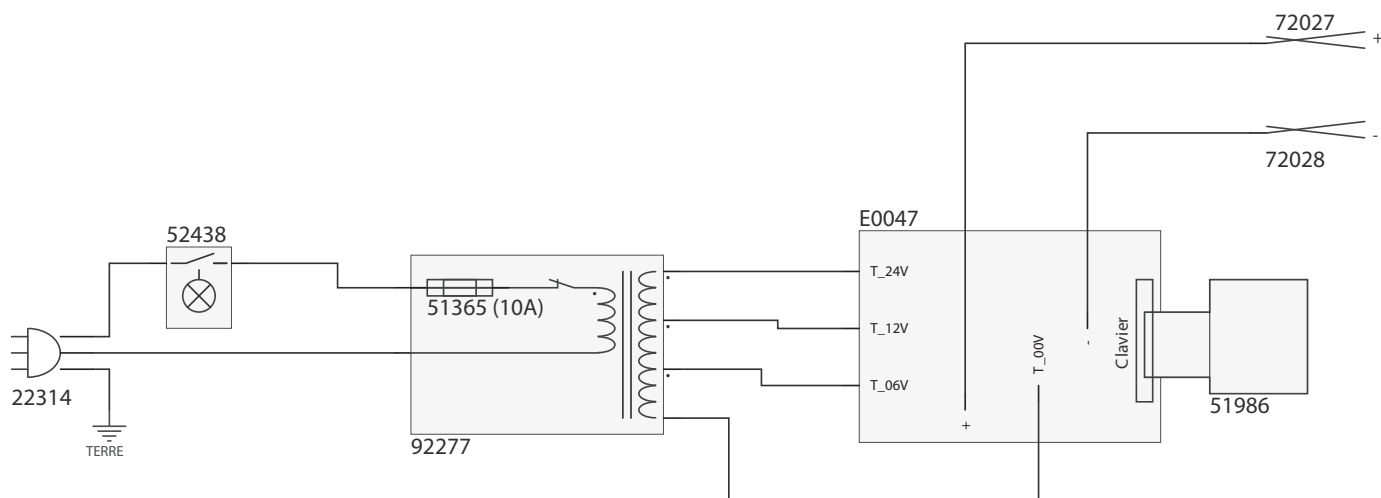 72027
+
-
72028
E0047
52438
T_24V
51365 (10A)
T_12V
T_00V
-
Clavier
T_06V
22314
51986
+
92277
TERRE